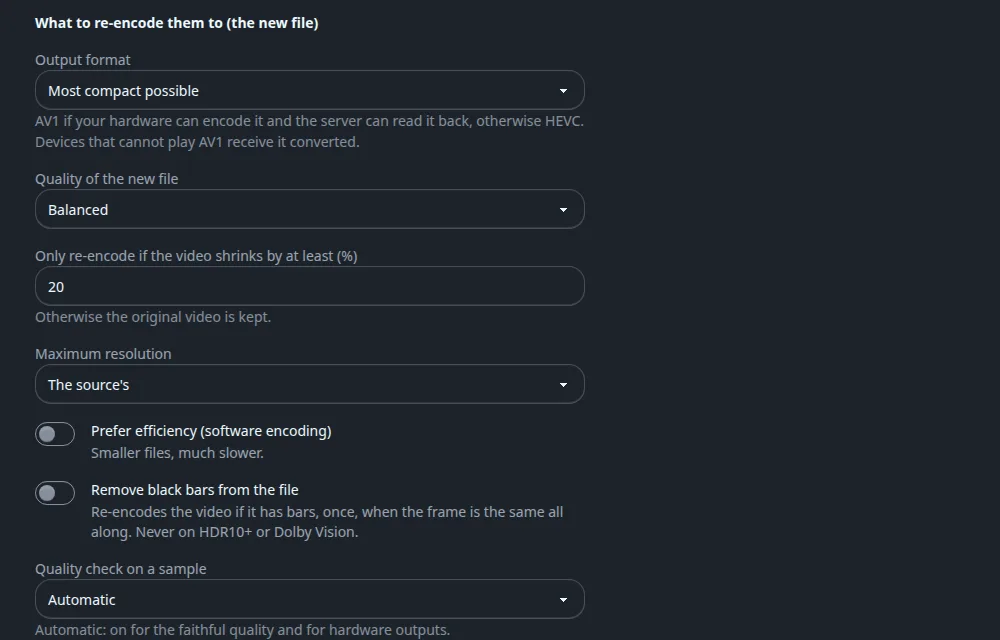 What to re-encode them to (the new file)
Output format
Most compact possible
AV1 if your hardware can encode it and the server can read it back, otherwise HEVC.
Devices that cannot play AV1 receive it converted.
Quality of the new file
Balanced
Only re-encode if the video shrinks by at least (%)
20
Otherwise the original video is kept.
Maximum resolution
The source's
Prefer efficiency (software encoding)
Smaller files, much slower.
Remove black bars from the file
Re-encodes the video if it has bars, once, when the frame is the same all
along. Never on HDR10+ or Dolby Vision.
Quality check on a sample
Automatic
Automatic: on for the faithful quality and for hardware outputs.